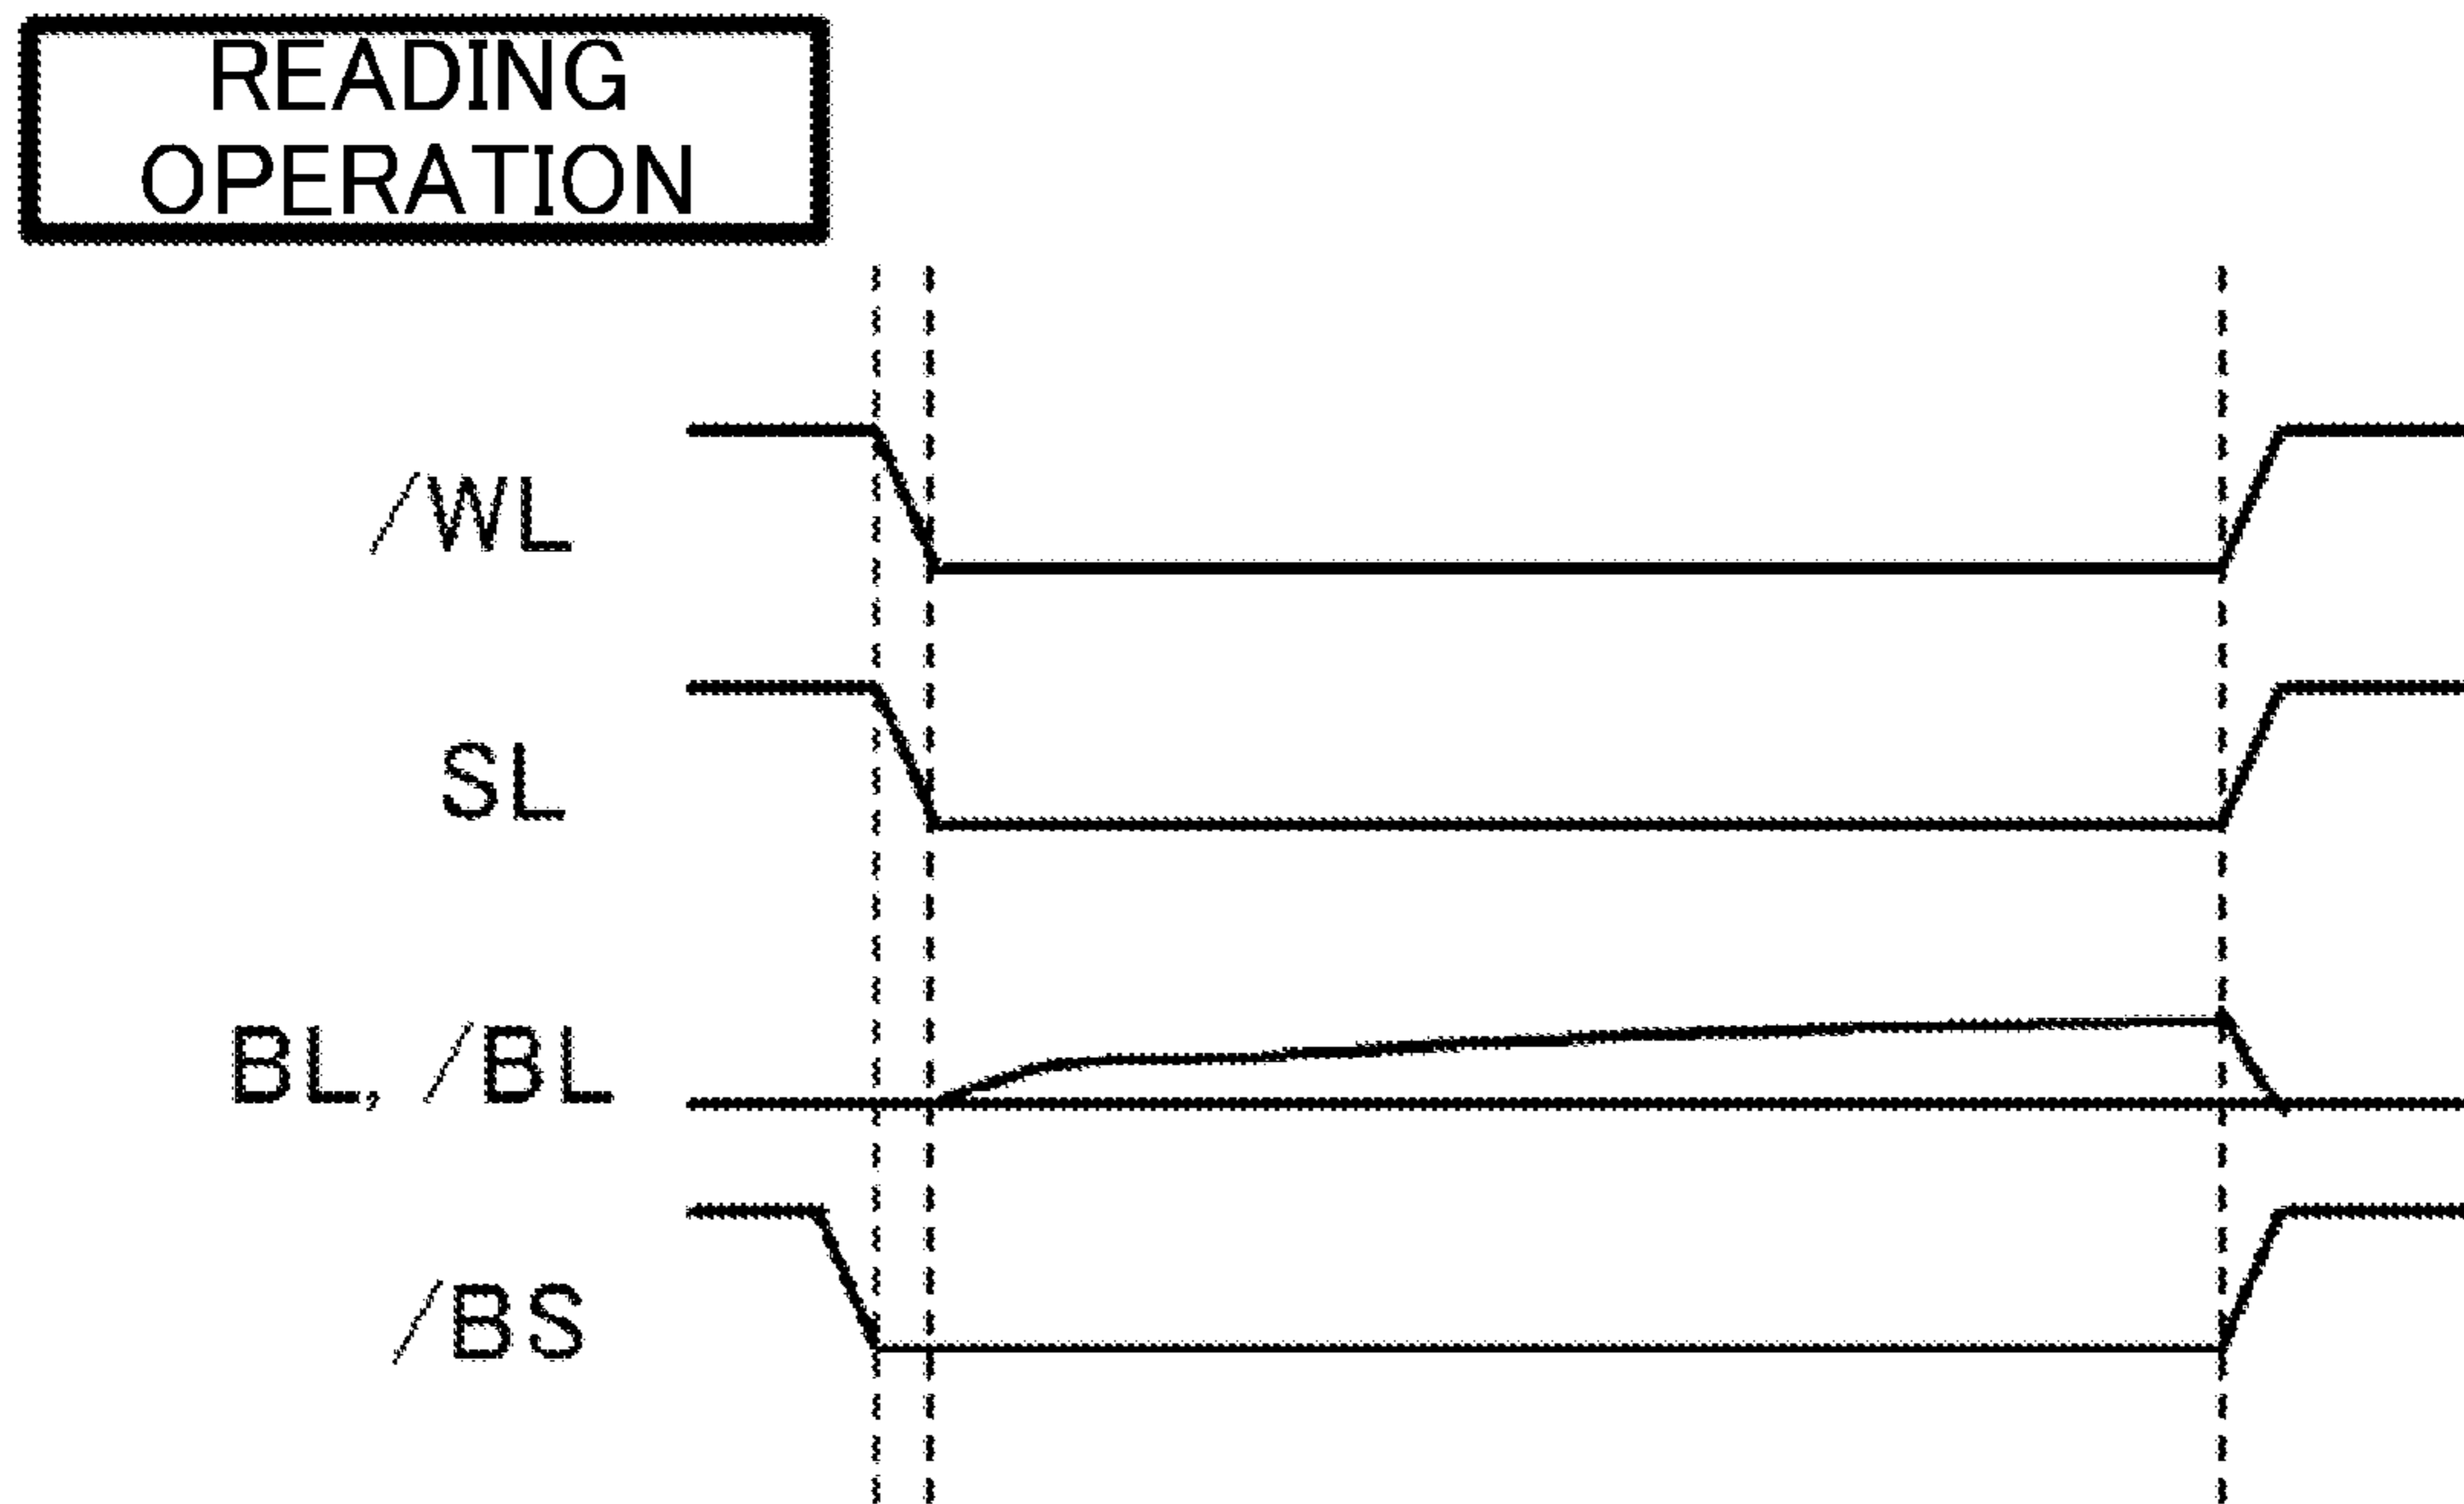 READING
OPERATION
/WL
SL
BL, /BL
/BS